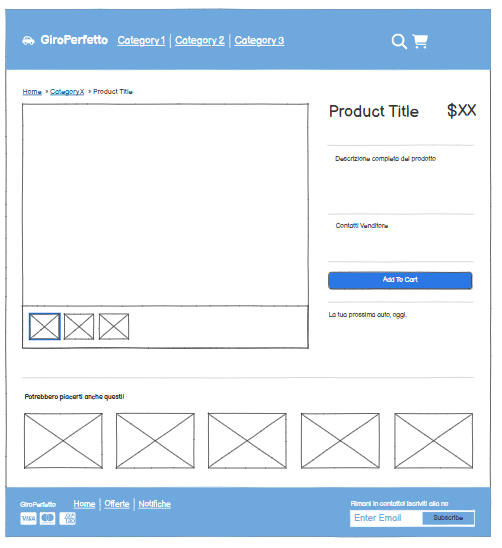 GiroPerfetto Category 1 Category 2 Category 3
Home > Category X > Product Title
Product Title $XX
Descrizione completa del prodotto
Contatti Venditore
Add To Cart
La tua prossima auto, oggi.
Potrebbero piacerti anche questi!
GiroPerfetto Home Offerte Notifiche
VISA
Rimani in contatto! Iscriviti alla no
Enter Email Subscribe